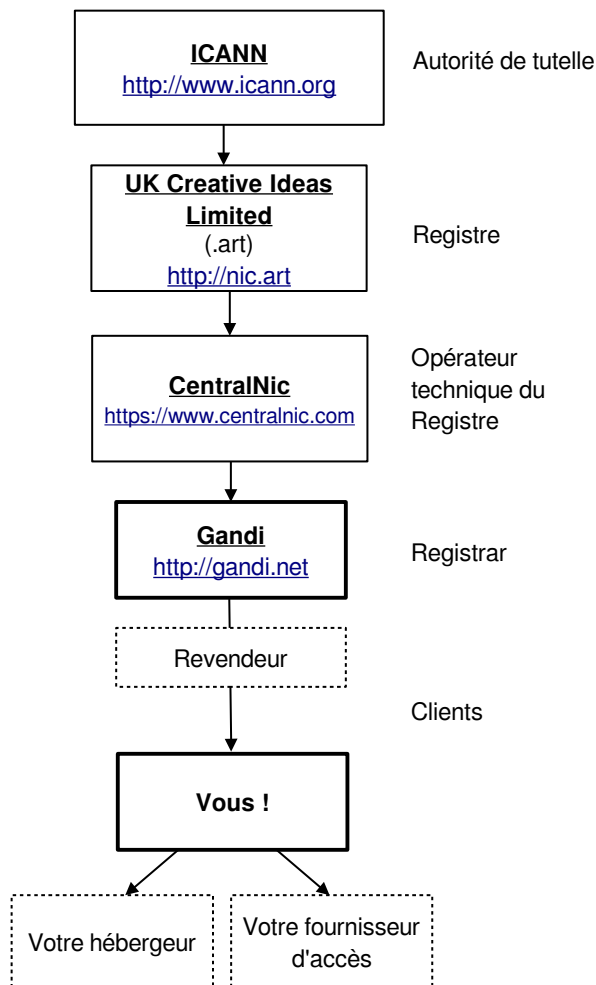 ICANN
http://www.icann.org
Autorité de tutelle
UK Creative Ideas
Limited
(.art)
http://nic.art
Registre
CentralNic
https://www.centralnic.com
Opérateur
technique du
Registre
Gandi
http://gandi.net
Registrar
Revendeur
Clients
Vous !
Votre hébergeur
Votre fournisseur
d'accès